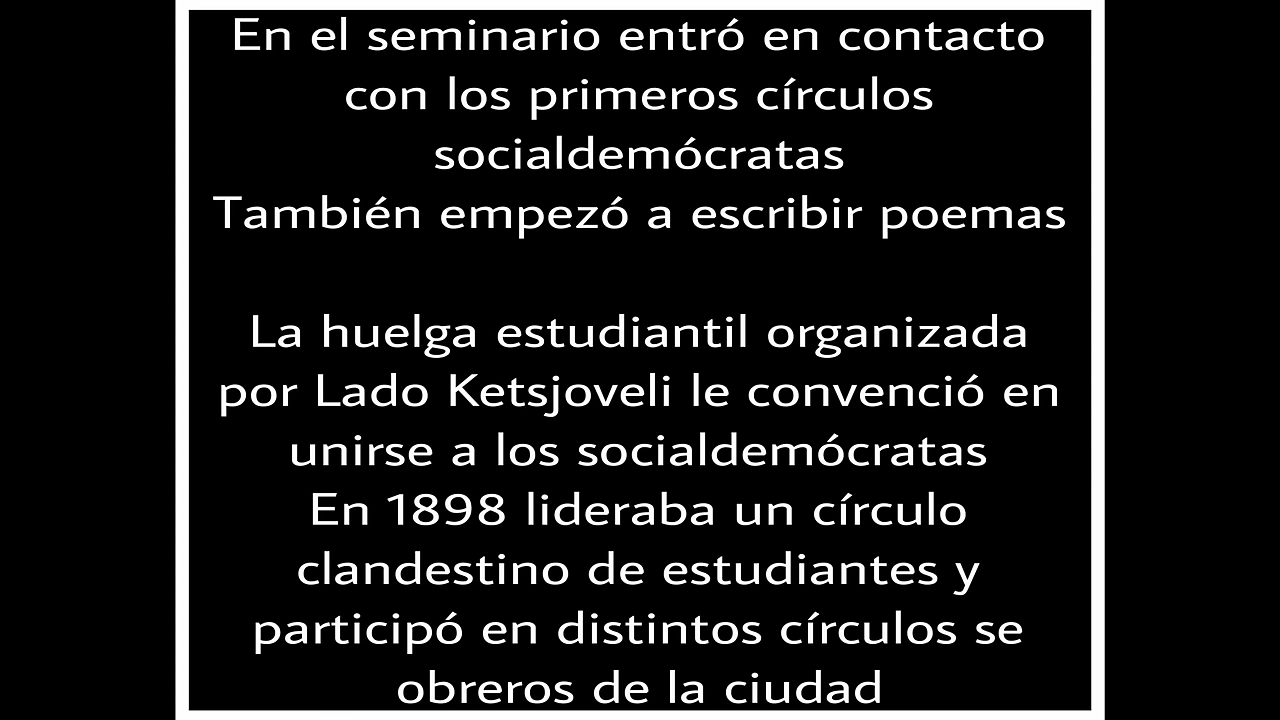 En el seminario entró en contacto
con los primeros círculos
socialdemócratas
También empezó a escribir poemas
La huelga estudiantil organizada
por Lado Ketsjoveli le convenció en
unirse a los socialdemócratas
En 1898 lideraba un círculo
clandestino de estudiantes y
participó en distintos círculos se
obreros de la ciudad